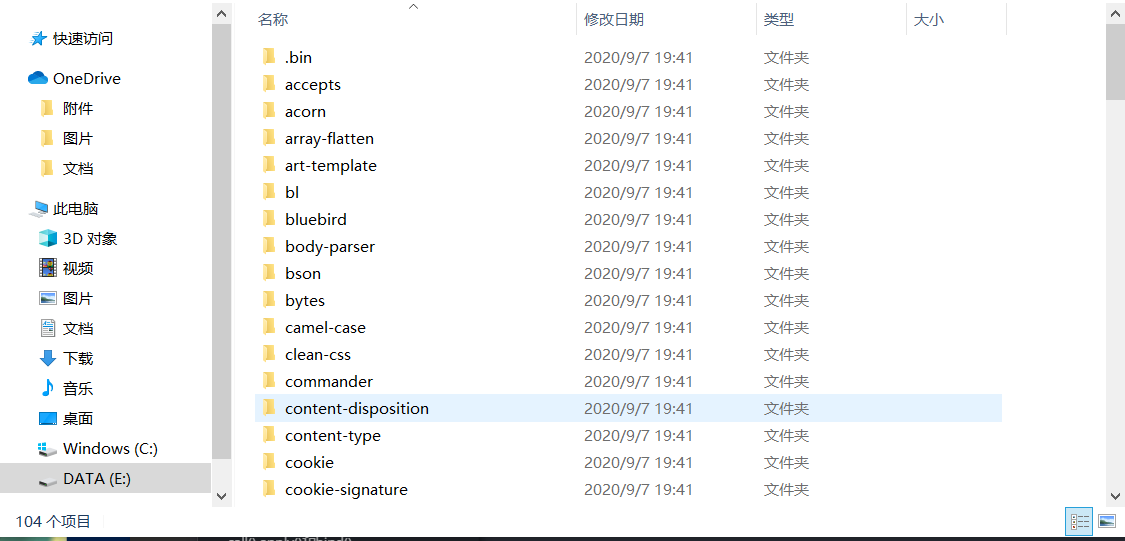 名称 修改日期 类型 大小
快速访问
OneDrive
附件
图片
文档
此电脑
3D 对象
视频
图片
文档
下载
音乐
桌面
Windows (C:)
DATA (E:)
.bin 2020/9/7 19:41 文件夹
accepts 2020/9/7 19:41 文件夹
acorn 2020/9/7 19:41 文件夹
array-flatten 2020/9/7 19:41 文件夹
art-template 2020/9/7 19:41 文件夹
bl 2020/9/7 19:41 文件夹
bluebird 2020/9/7 19:41 文件夹
body-parser 2020/9/7 19:41 文件夹
bson 2020/9/7 19:41 文件夹
bytes 2020/9/7 19:41 文件夹
camel-case 2020/9/7 19:41 文件夹
clean-css 2020/9/7 19:41 文件夹
commander 2020/9/7 19:41 文件夹
content-disposition 2020/9/7 19:41 文件夹
content-type 2020/9/7 19:41 文件夹
cookie 2020/9/7 19:41 文件夹
cookie-signature 2020/9/7 19:41 文件夹
104 个项目